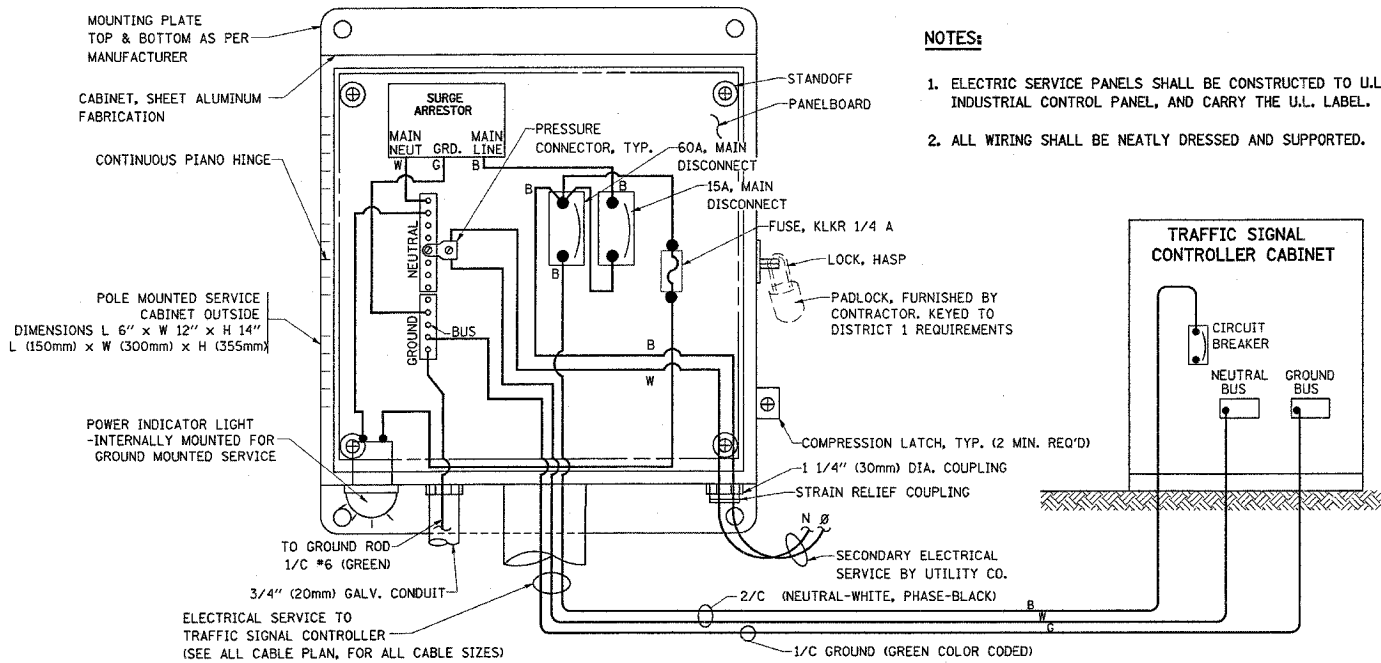 MOUNTING PLATE
TOP & BOTTOM AS PER
MANUFACTURER
CABINET, SHEET ALUMINUM
FABRICATION
CONTINUOUS PIANO HINGE
POLE MOUNTED SERVICE
CABINET OUTSIDE
DIMENSIONS L 6" x W 12" x H 14"
L (150mm) x W (300mm) x H (355mm)
POWER INDICATOR LIGHT
-INTERNALLY MOUNTED FOR
GROUND MOUNTED SERVICE
SURGE
ARRESTOR
MAIN
NEUT
GRD.
MAIN
LINE
W
G
B
NEUTRAL
GROUND
BUS
PRESSURE
CONNECTOR, TYP.
STANDOFF
PANELBOARD
60A, MAIN
DISCONNECT
15A, MAIN
DISCONNECT
B
B
B
FUSE, KLKR 1/4 A
LOCK, HASP
PADLOCK, FURNISHED BY
CONTRACTOR. KEYED TO
DISTRICT 1 REQUIREMENTS
B
W
COMPRESSION LATCH, TYP. (2 MIN. REQ'D)
1 1/4" (30mm) DIA. COUPLING
STRAIN RELIEF COUPLING
N Ø
SECONDARY ELECTRICAL
SERVICE BY UTILITY CO.
TO GROUND ROD
1/C #6 (GREEN)
3/4" (20mm) GALV. CONDUIT
ELECTRICAL SERVICE TO
TRAFFIC SIGNAL CONTROLLER
(SEE ALL CABLE PLAN, FOR ALL CABLE SIZES)
2/C (NEUTRAL-WHITE, PHASE-BLACK)
B
W
G
1/C GROUND (GREEN COLOR CODED)
NOTES:
1. ELECTRIC SERVICE PANELS SHALL BE CONSTRUCTED TO U.L
INDUSTRIAL CONTROL PANEL, AND CARRY THE U.L. LABEL.
2. ALL WIRING SHALL BE NEATLY DRESSED AND SUPPORTED.
TRAFFIC SIGNAL
CONTROLLER CABINET
CIRCUIT
BREAKER
NEUTRAL
BUS
GROUND
BUS